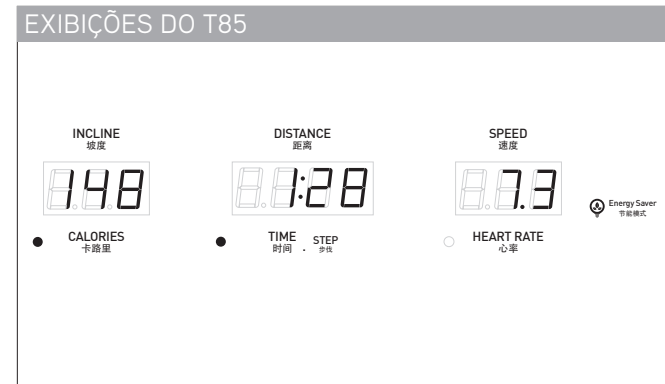 EXIBIÇÕES DO T85
INCLINE
坡度
DISTANCE
距离
SPEED
速度
148
1:28
7.3
Energy Saver
节能模式
CALORIES
卡路里
TIME . STEP
时间 步伐
HEART RATE
心率